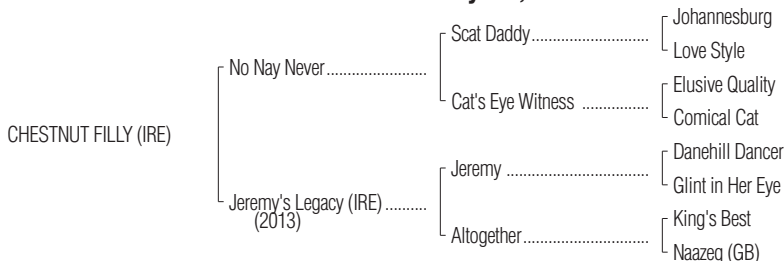 Johannesburg
Scat Daddy
Love Style
No Nay Never
Elusive Quality
Cat's Eye Witness
Comical Cat
CHESTNUT FILLY (IRE)
Danehill Dancer
Jeremy
Glint in Her Eye
Jeremy's Legacy (IRE)
(2013)
King's Best
Altogether
Naazeq (GB)